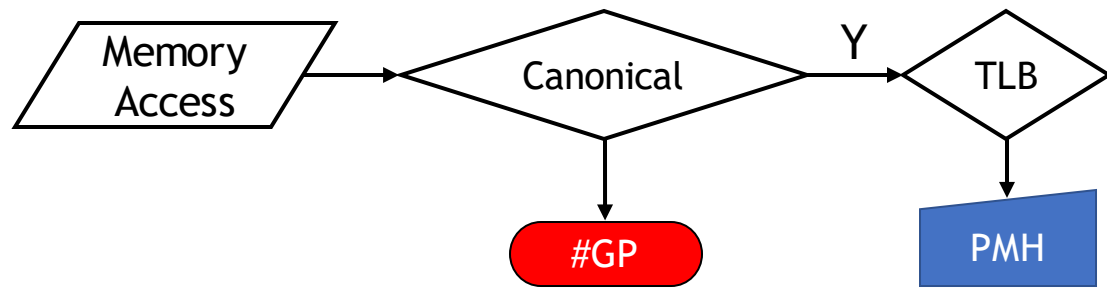 Memory
Access
Canonical
Y
TLB
#GP
PMH